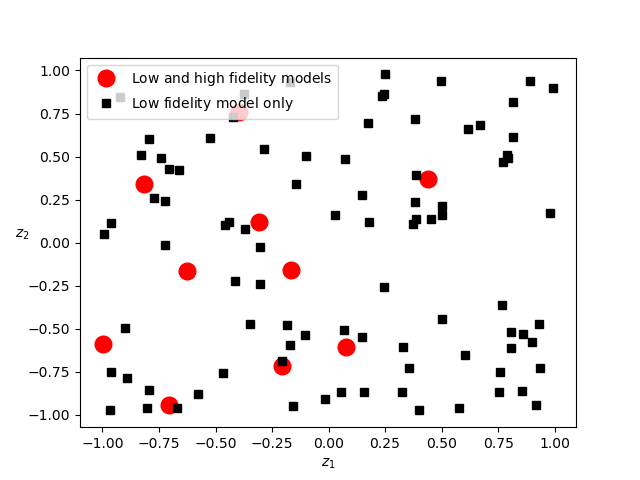 Low and high fidelity models
Low fidelity model only
1.00
0.75
0.50
0.25
0.00
−0.25
−0.50
−0.75
−1.00
z₂
−1.00 −0.75 −0.50 −0.25 0.00 0.25 0.50 0.75 1.00
z₁